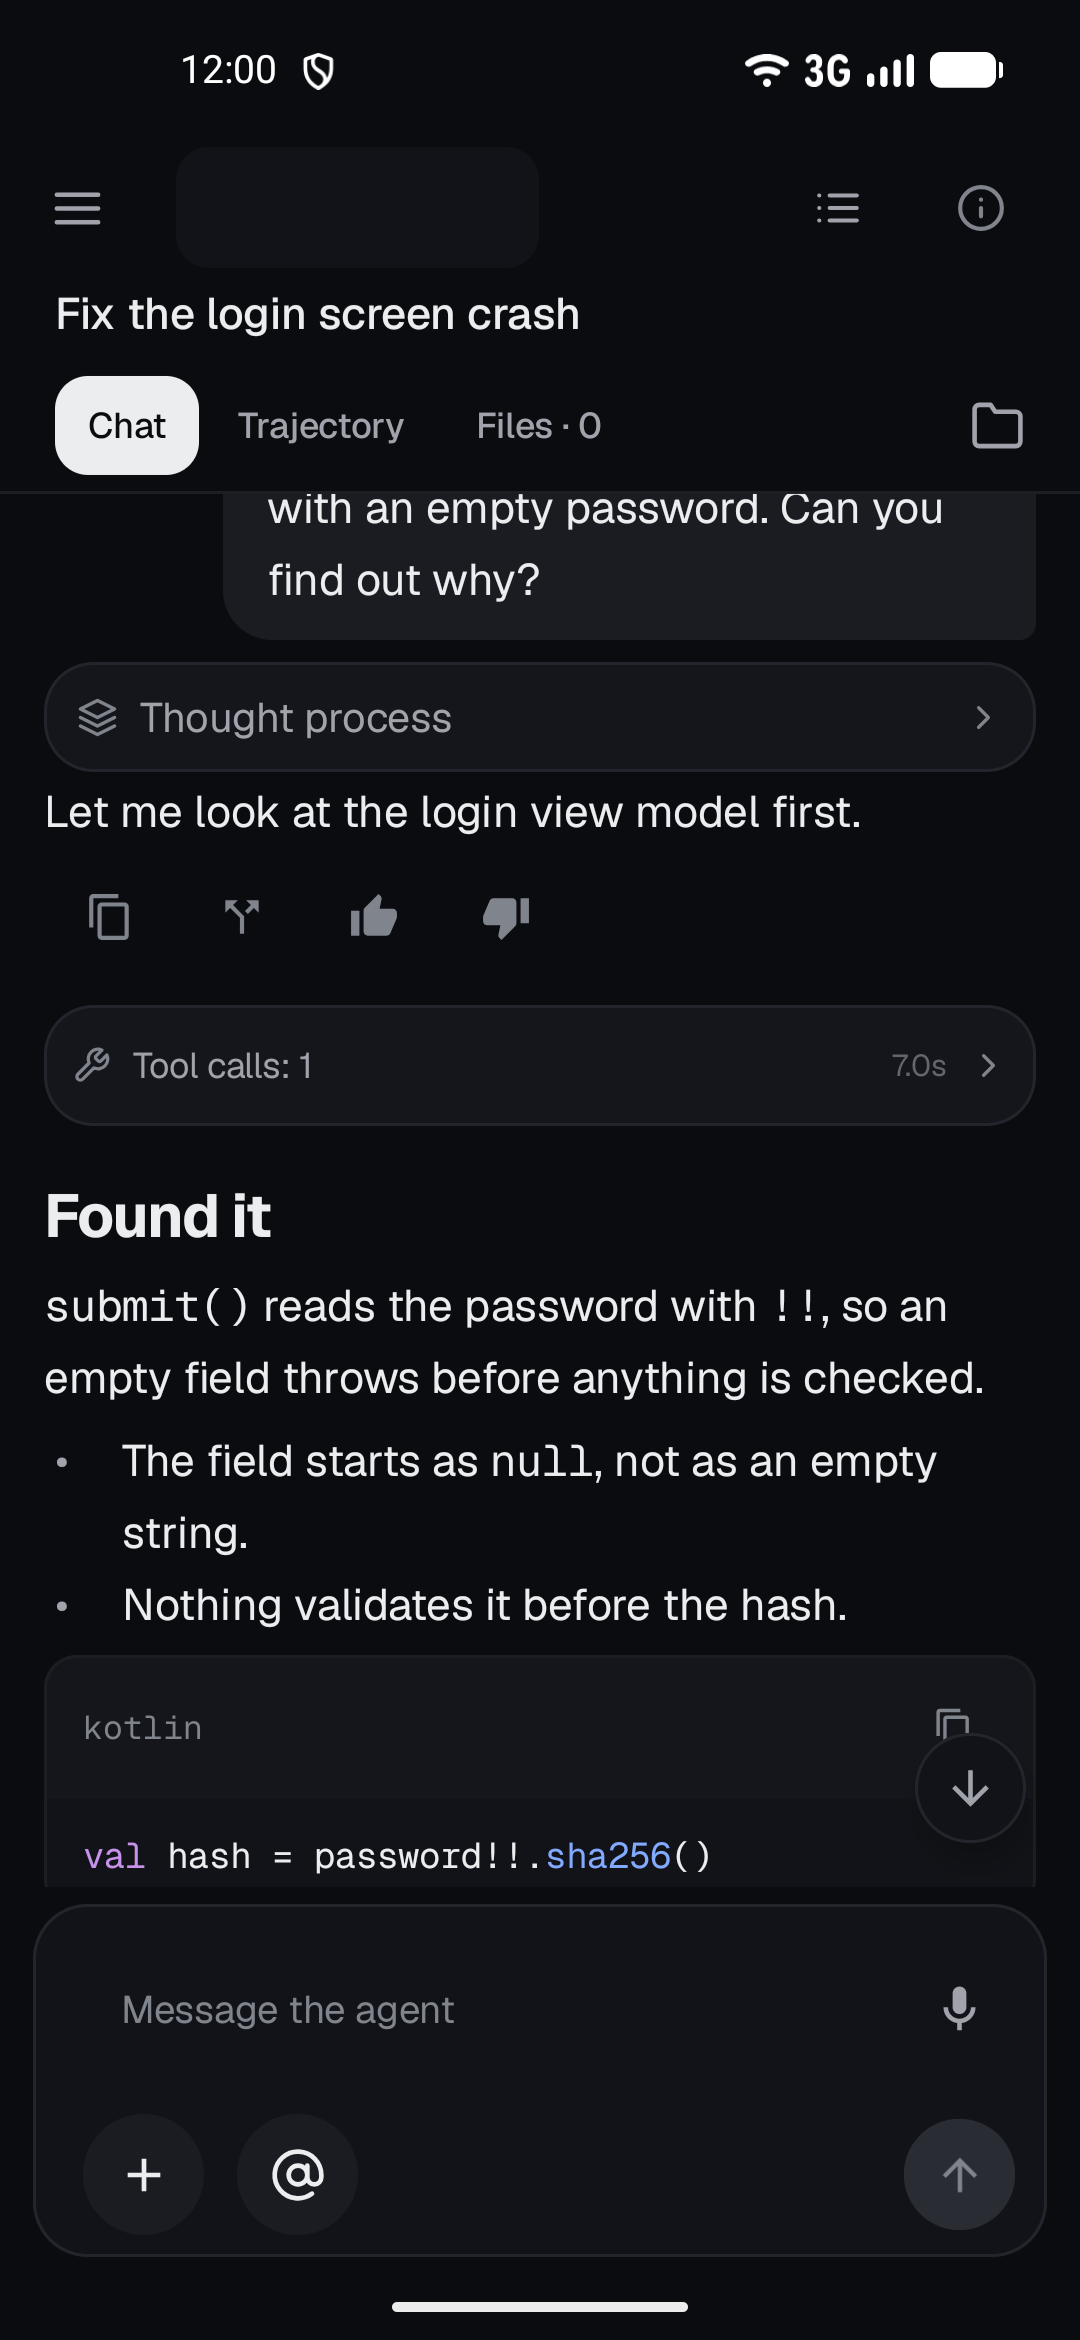 12:00
3G
Fix the login screen crash
Chat
Trajectory
Files · 0
with an empty password. Can you
find out why?
Thought process
Let me look at the login view model first.
Tool calls: 1
7.0s
Found it
submit() reads the password with !!, so an
empty field throws before anything is checked.
• The field starts as null, not as an empty
string.
• Nothing validates it before the hash.
kotlin
val hash = password!!.sha256()
Message the agent